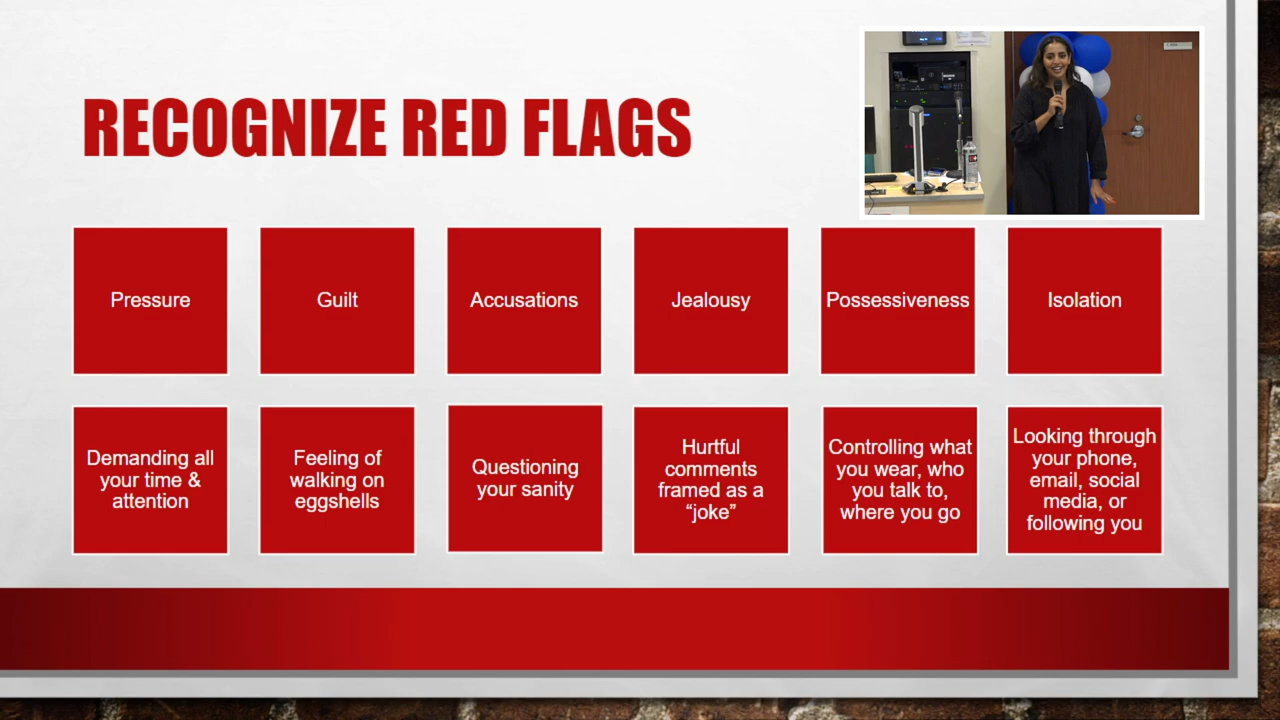 RECOGNIZE RED FLAGS
Pressure
Guilt
Accusations
Jealousy
Possessiveness
Isolation
Demanding all
your time &
attention
Feeling of
walking on
eggshells
Questioning
your sanity
Hurtful
comments
framed as a
“joke”
Controlling what
you wear, who
you talk to,
where you go
Looking through
your phone,
email, social
media, or
following you